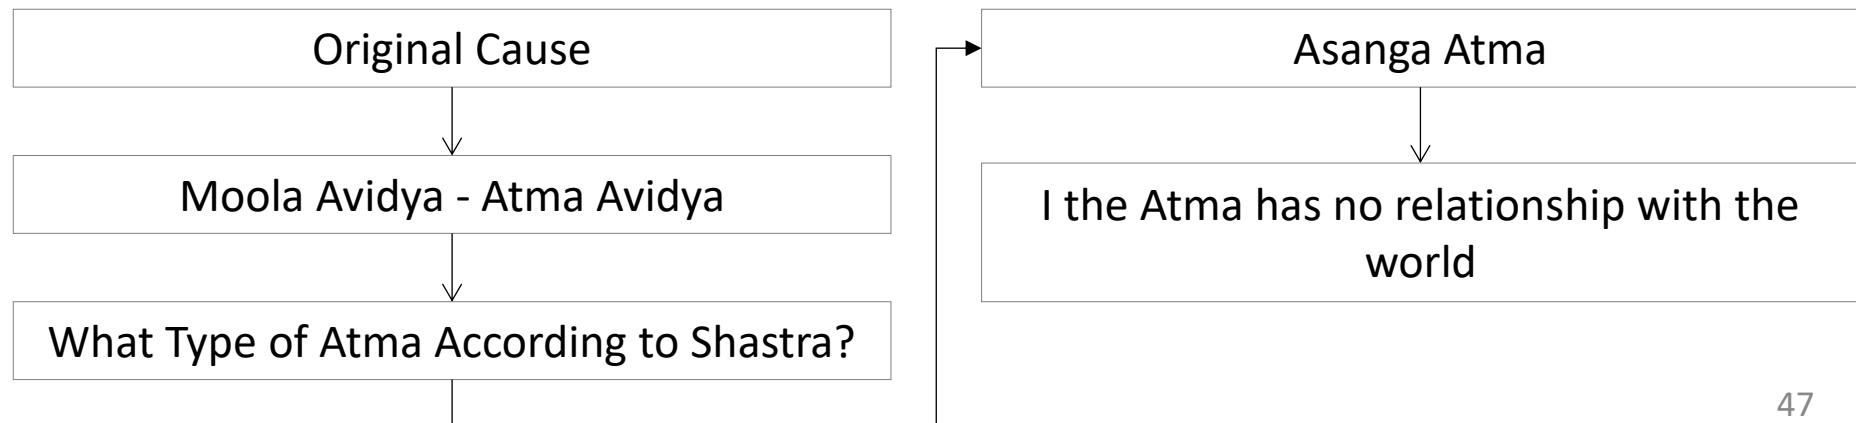 Original Cause
Moola Avidya - Atma Avidya
What Type of Atma According to Shastra?
Asanga Atma
I the Atma has no relationship with the
world
47